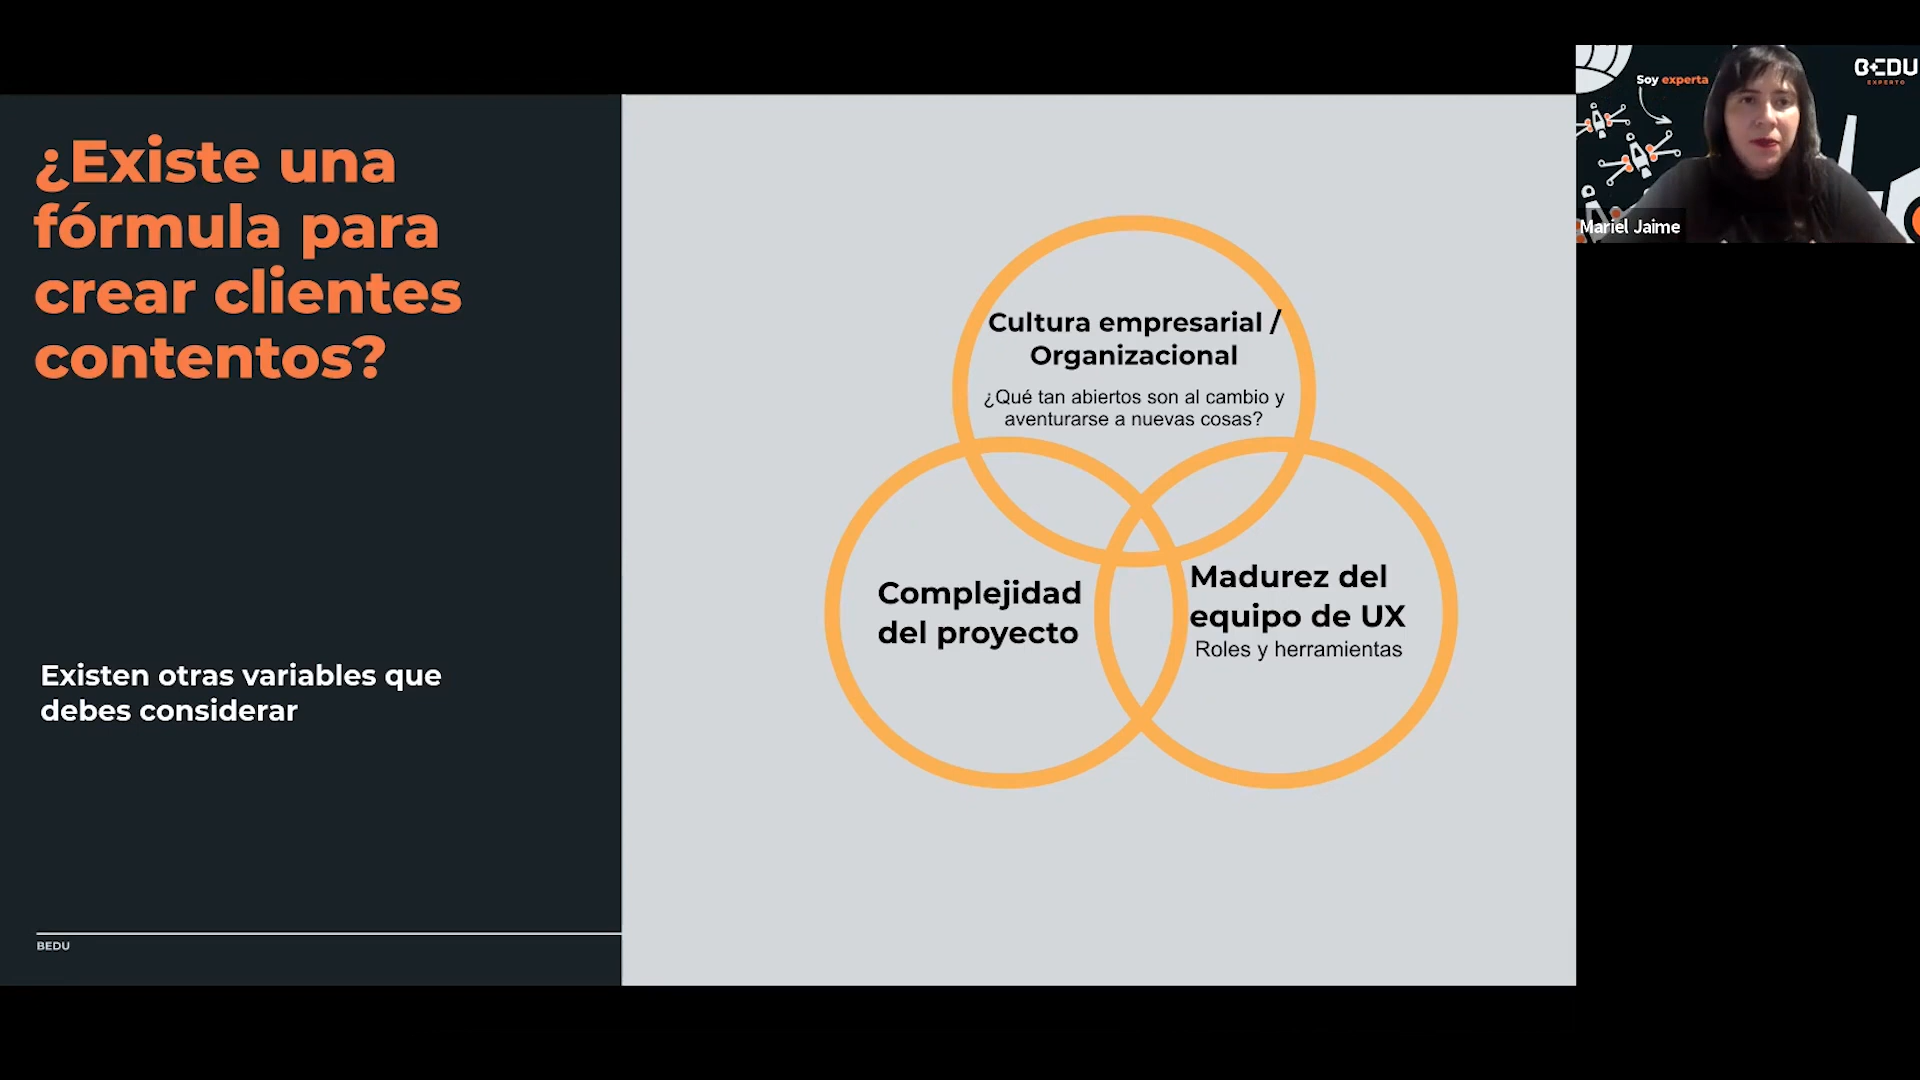 ¿Existe una
fórmula para
crear clientes
contentos?
Existen otras variables que
debes considerar
BEDU
Cultura empresarial /
Organizacional
¿Qué tan abiertos son al cambio y
aventurarse a nuevas cosas?
Complejidad
del proyecto
Madurez del
equipo de UX
Roles y herramientas
Soy experta
BEDU
EXPERTO
Mariel Jaime